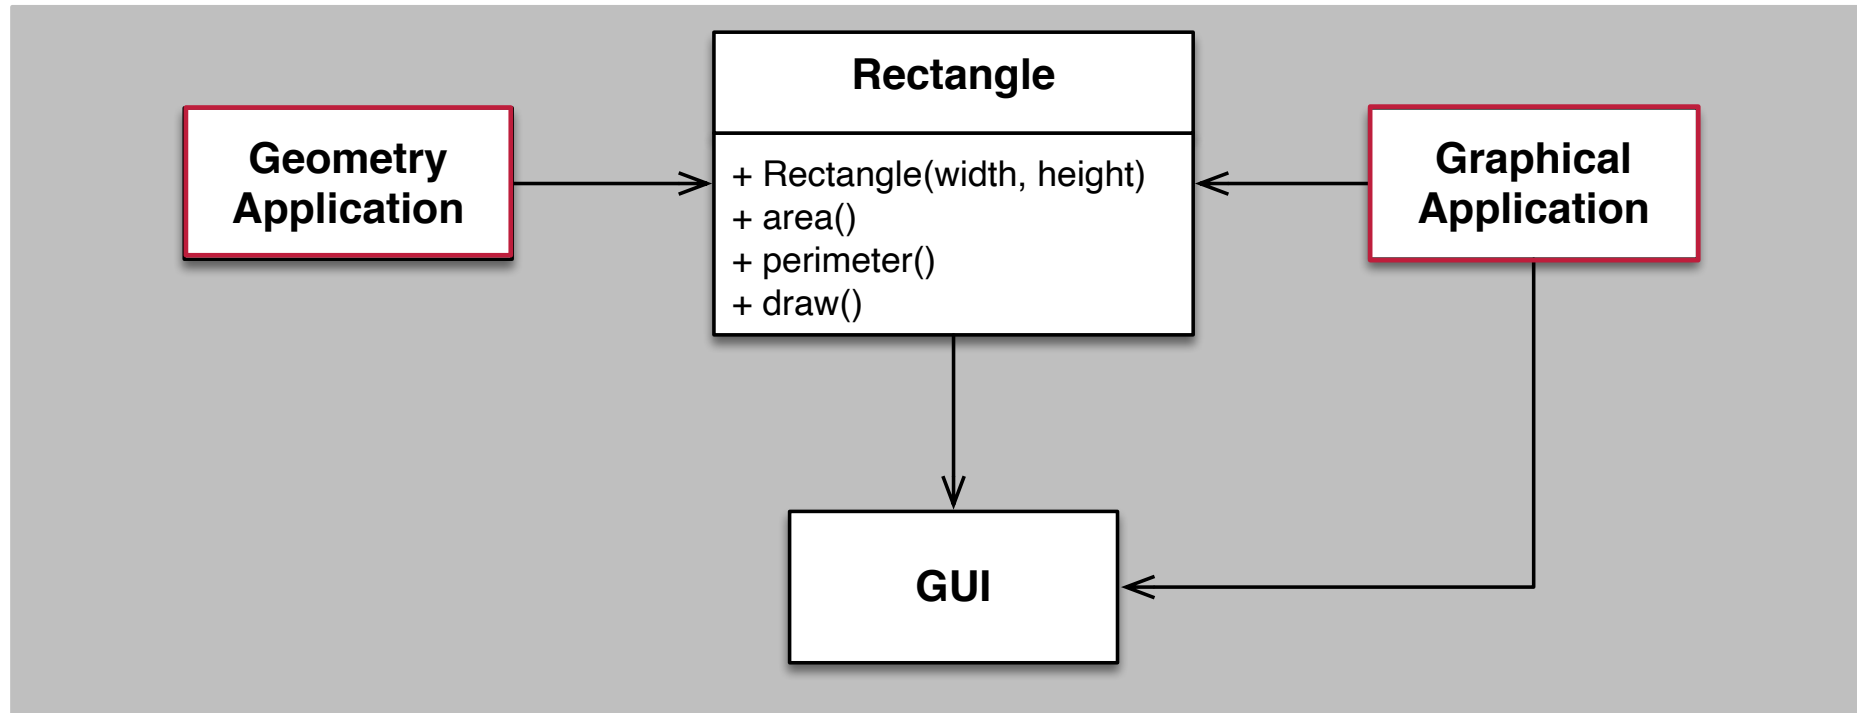 Rectangle
Geometry
Application
+ Rectangle(width, height)
+ area()
+ perimeter()
+ draw()
Graphical
Application
GUI